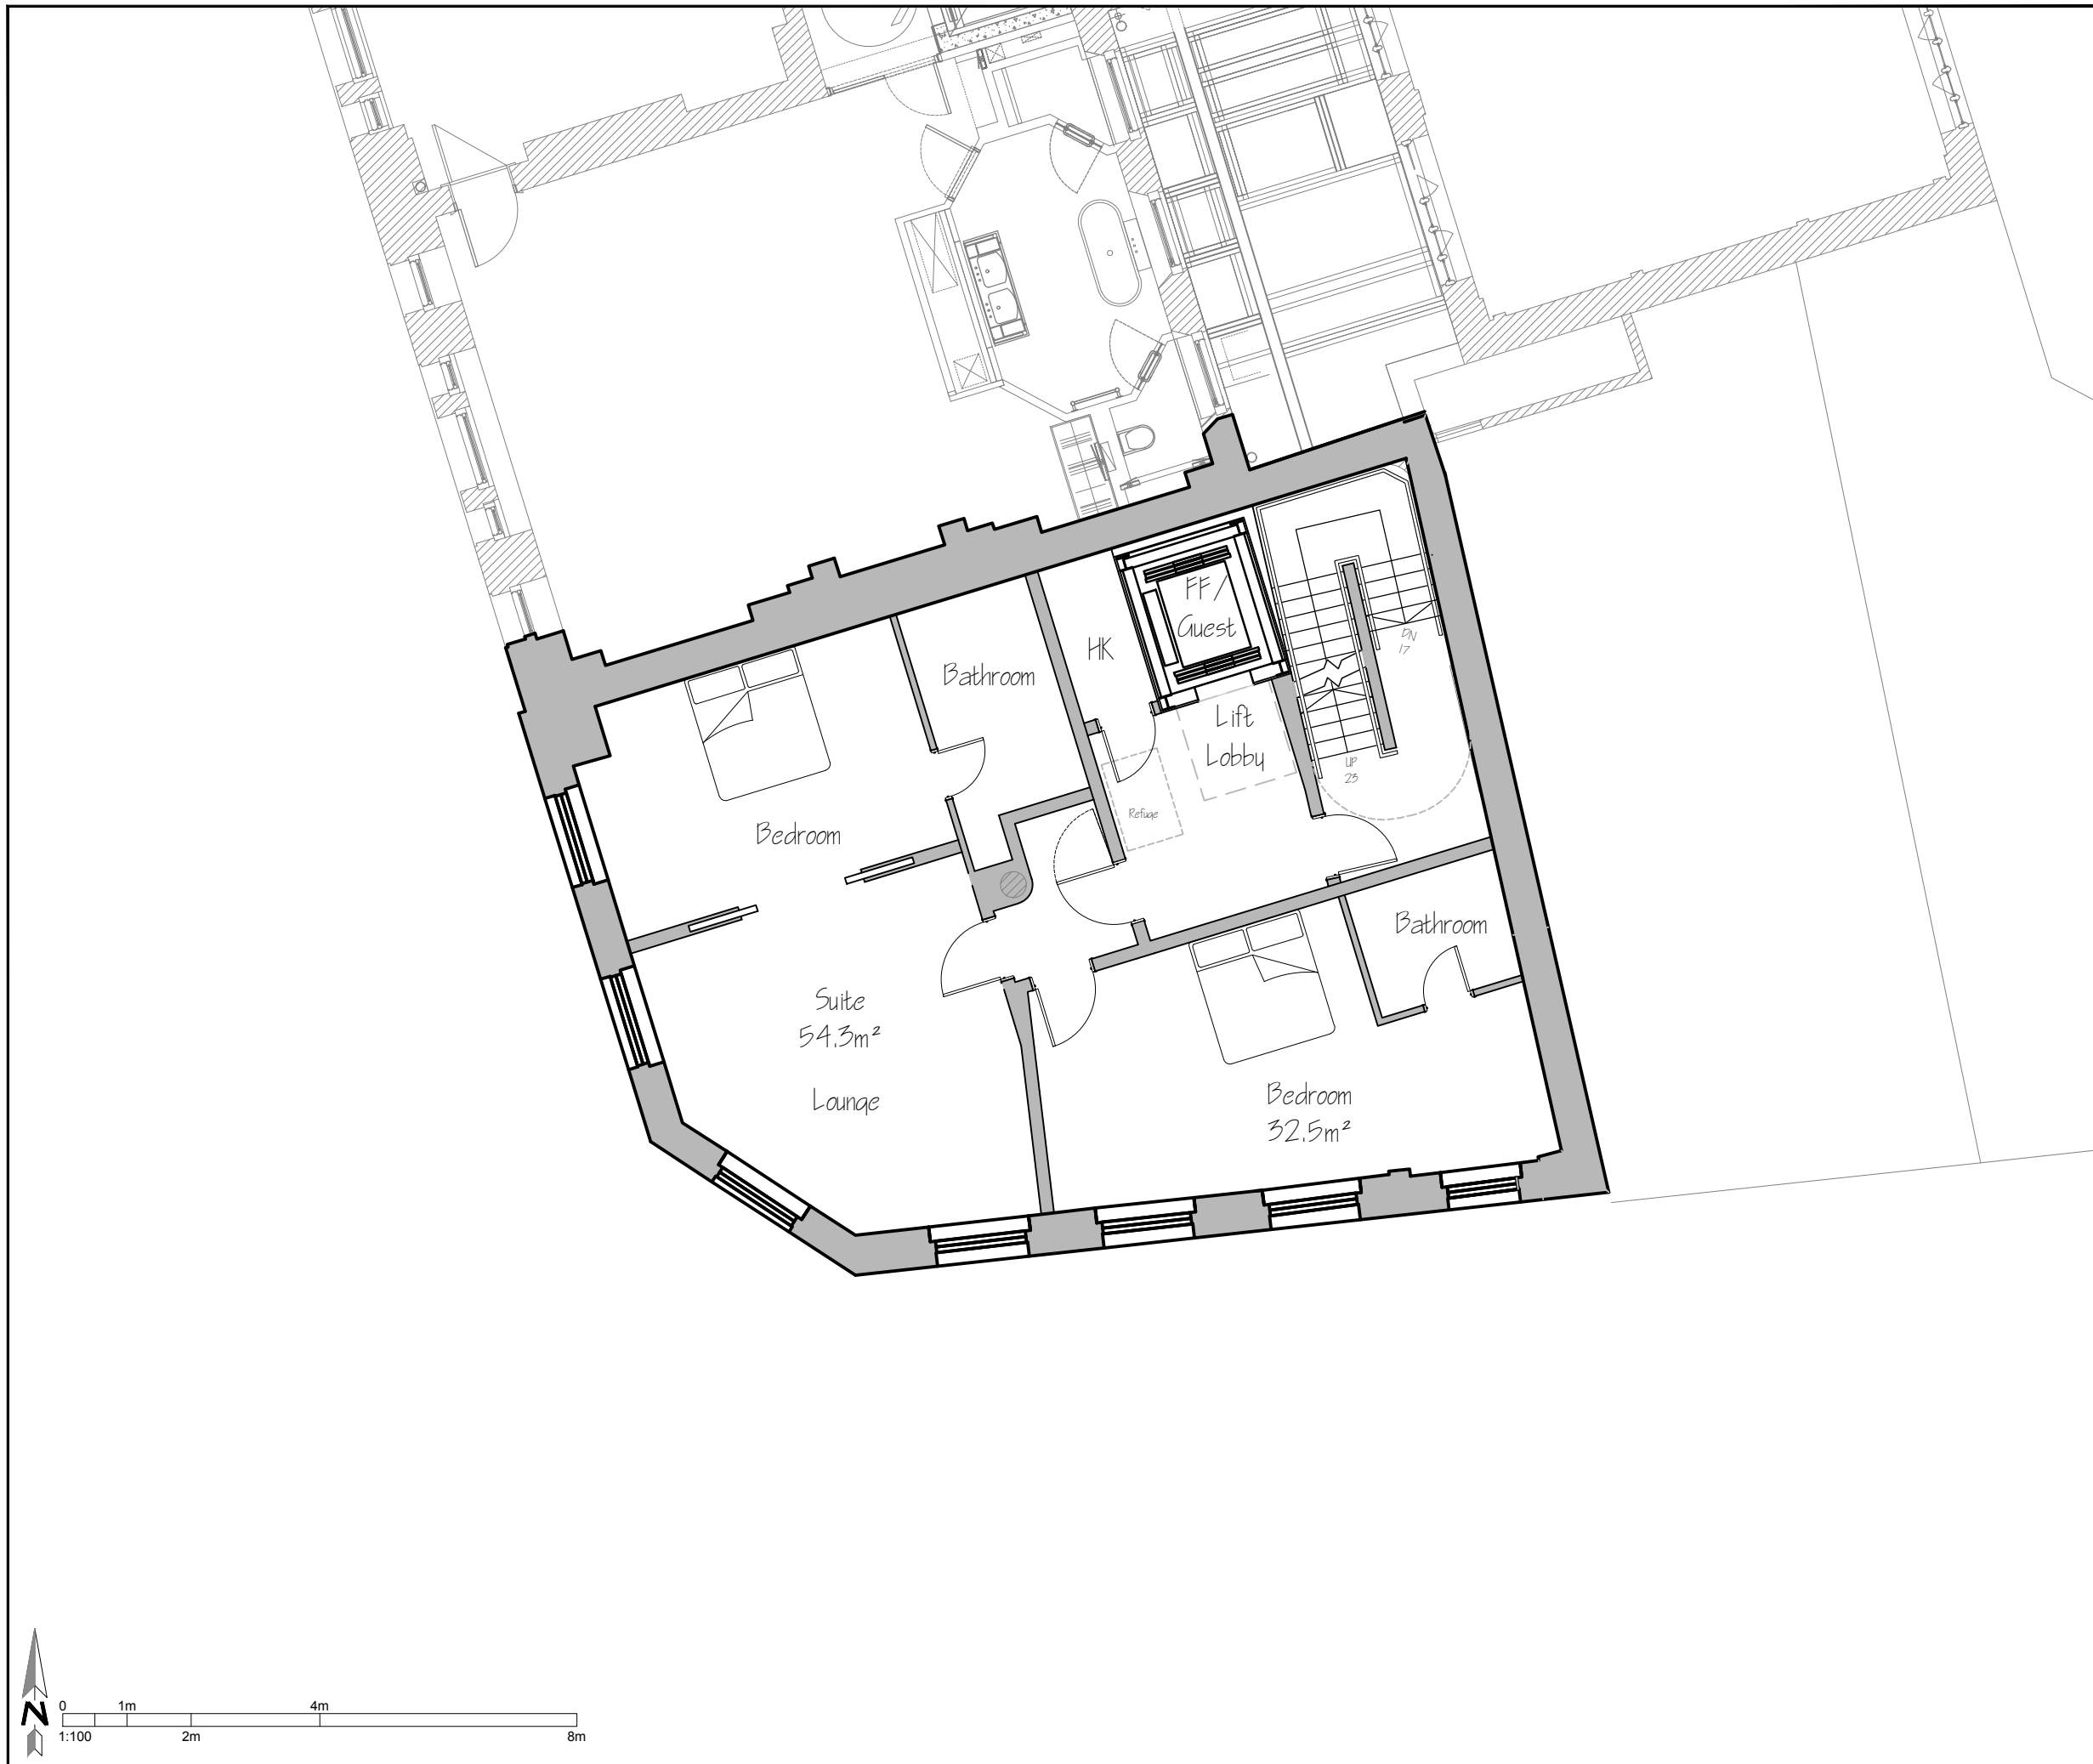 FF/
Guest
HK
Bathroom
DN
17
Lift
Lobby
UP
23
Refuge
Bedroom
Bathroom
Suite
54.3m²
Lounge
Bedroom
32.5m²
N
0 1m 4m
1:100 2m 8m